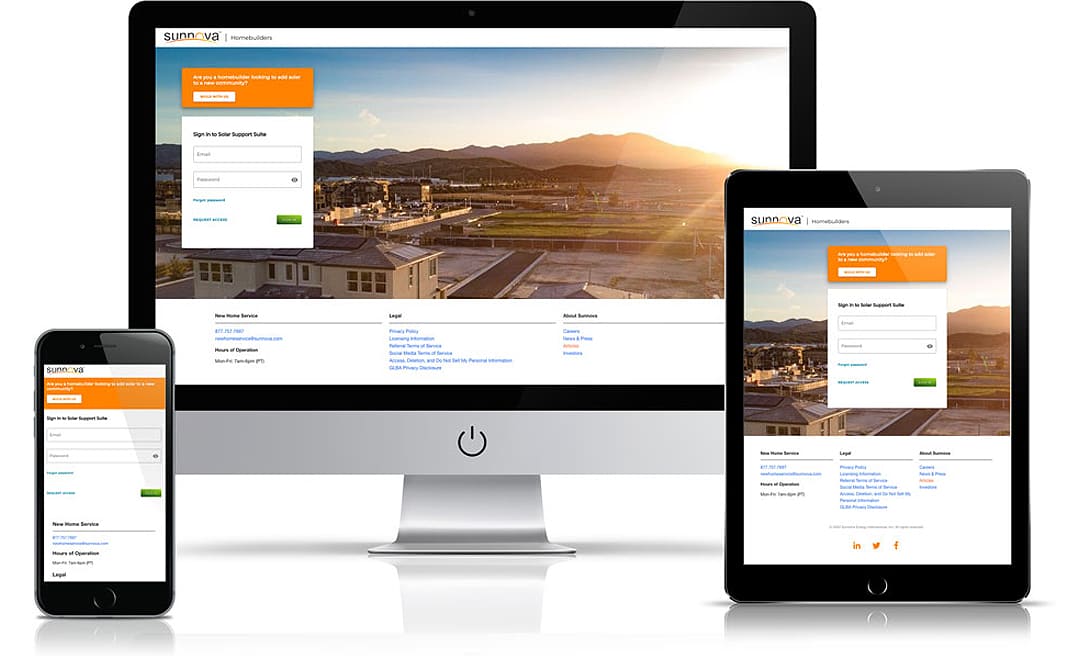 sunnova | Homebuilders
Are you a homebuilder looking to add solar
to a new community?
BUILD WITH US
Sign In to Solar Support Suite
Email
Password
Forgot password
REQUEST ACCESS
SIGN IN
New Home Service
877.757.7697
newhomeservice@sunnova.com
Hours of Operation
Mon-Fri: 7am-6pm (PT)
Legal
Privacy Policy
Licensing Information
Referral Terms of Service
Social Media Terms of Service
Access, Deletion, and Do Not Sell My Personal Information
GLBA Privacy Disclosure
About Sunnova
Careers
News & Press
Articles
Investors
sunnova | Homebuilders
Are you a homebuilder looking to add solar
to a new community?
BUILD WITH US
Sign In to Solar Support Suite
Email
Password
Forgot password
REQUEST ACCESS
SIGN IN
New Home Service
877.757.7697
newhomeservice@sunnova.com
Hours of Operation
Mon-Fri: 7am-6pm (PT)
Legal
Privacy Policy
Licensing Information
Referral Terms of Service
Social Media Terms of Service
Access, Deletion, and Do Not Sell My
Personal Information
GLBA Privacy Disclosure
About Sunnova
Careers
News & Press
Articles
Investors
Sunnova Energy International, Inc. All rights reserved.
sunnova
Are you a homebuilder looking to add solar to a new
community?
BUILD WITH US
Sign In to Solar Support Suite
Email
Password
Forgot password
REQUEST ACCESS
New Home Service
877.757.7697
newhomeservice@sunnova.com
Hours of Operation
Mon-Fri: 7am-6pm (PT)
Legal